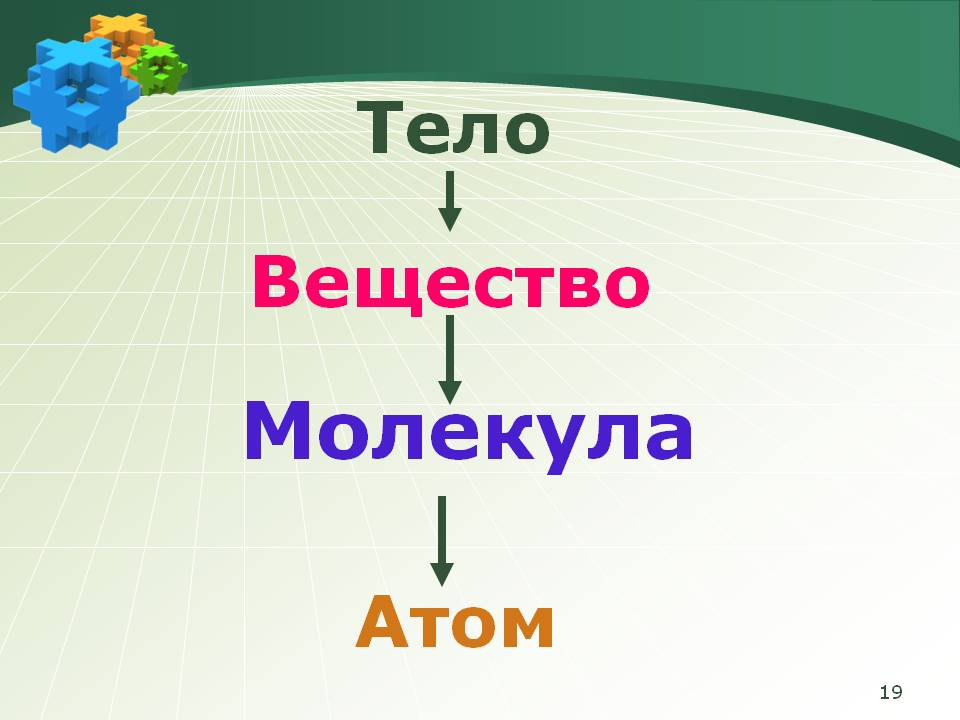 Тело
Вещество
Молекула
Атом
19